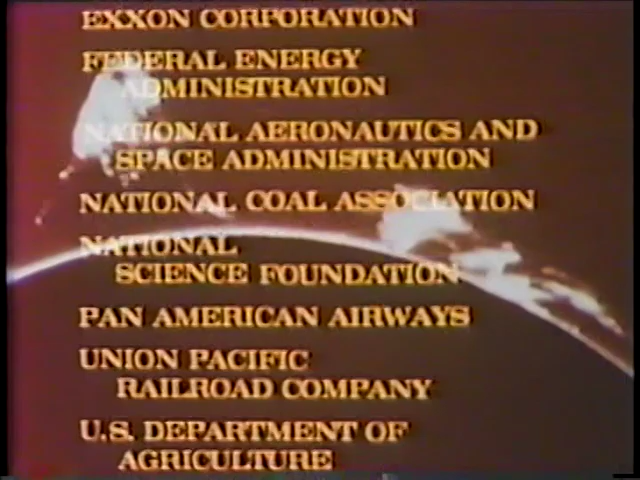 EXXON CORPORATION
FEDERAL ENERGY
ADMINISTRATION
NATIONAL AERONAUTICS AND
SPACE ADMINISTRATION
NATIONAL COAL ASSOCIATION
NATIONAL
SCIENCE FOUNDATION
PAN AMERICAN AIRWAYS
UNION PACIFIC
RAILROAD COMPANY
U.S. DEPARTMENT OF
AGRICULTURE